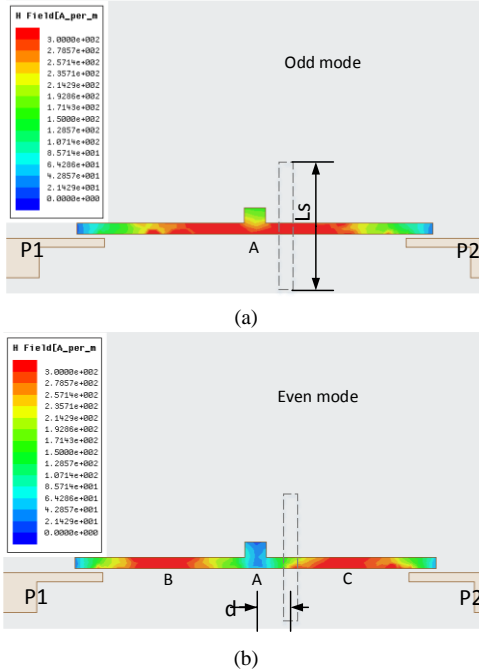 H Field[A_per_m
3.0000e+002
2.7857e+002
2.5714e+002
2.3571e+002
2.1429e+002
1.9286e+002
1.7143e+002
1.5000e+002
1.2857e+002
1.0714e+002
8.5714e+001
6.4286e+001
4.2857e+001
2.1429e+001
0.0000e+000
Odd mode
Ls
P1
A
P2
(a)
H Field[A_per_m
3.0000e+002
2.7857e+002
2.5714e+002
2.3571e+002
2.1429e+002
1.9286e+002
1.7143e+002
1.5000e+002
1.2857e+002
1.0714e+002
8.5714e+001
6.4286e+001
4.2857e+001
2.1429e+001
0.0000e+000
Even mode
B
A
C
P1
d
P2
(b)